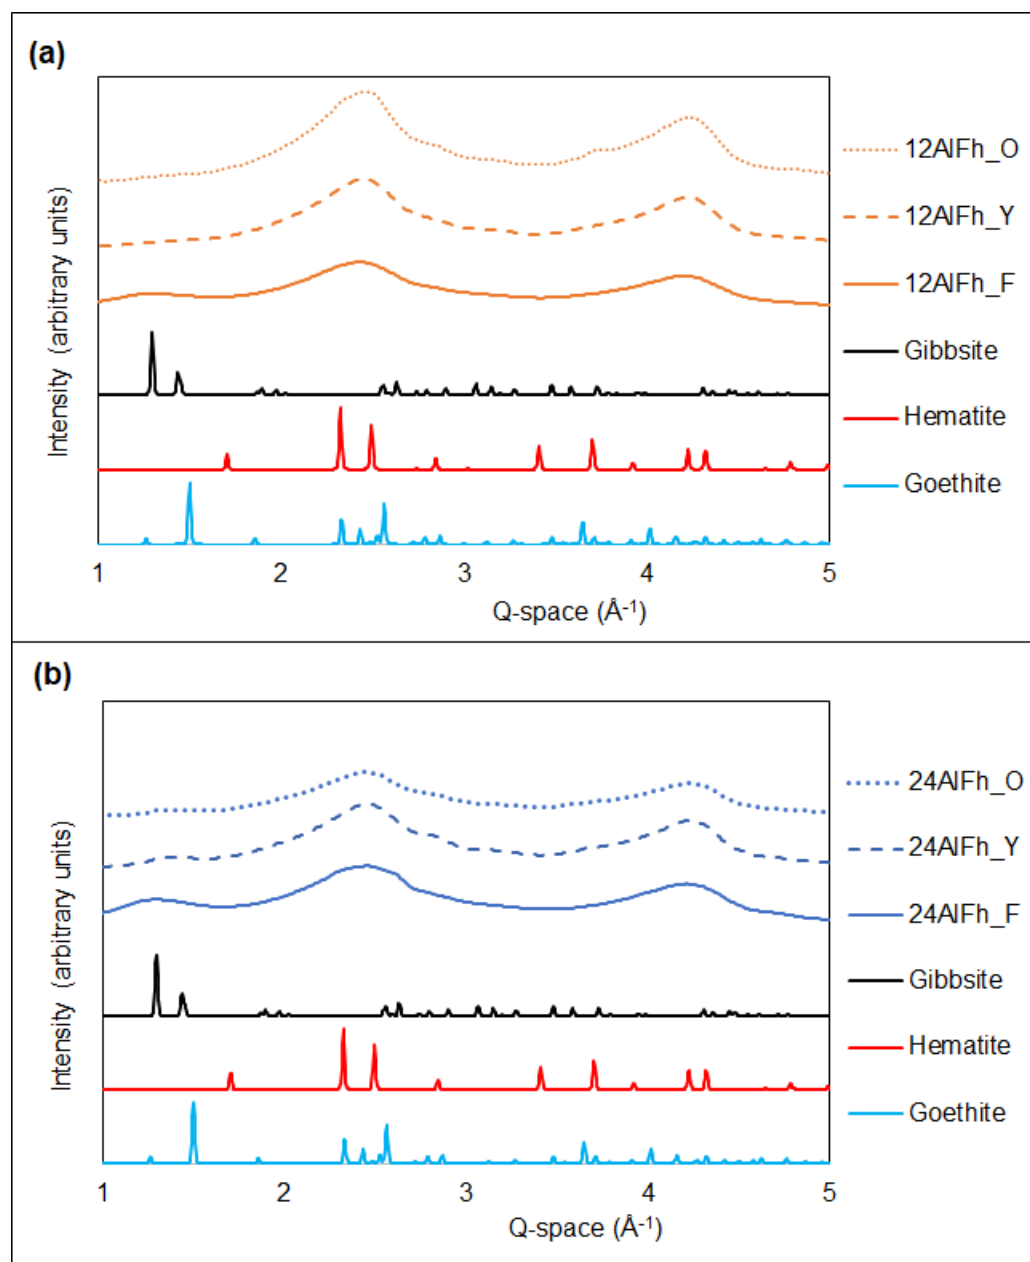 (a)
Intensity (arbitrary units)
12AlFh_O
12AlFh_Y
12AlFh_F
Gibbsite
Hematite
Goethite
1 2 3 4 5
Q-space (Å⁻¹)
(b)
Intensity (arbitrary units)
24AlFh_O
24AlFh_Y
24AlFh_F
Gibbsite
Hematite
Goethite
1 2 3 4 5
Q-space (Å⁻¹)